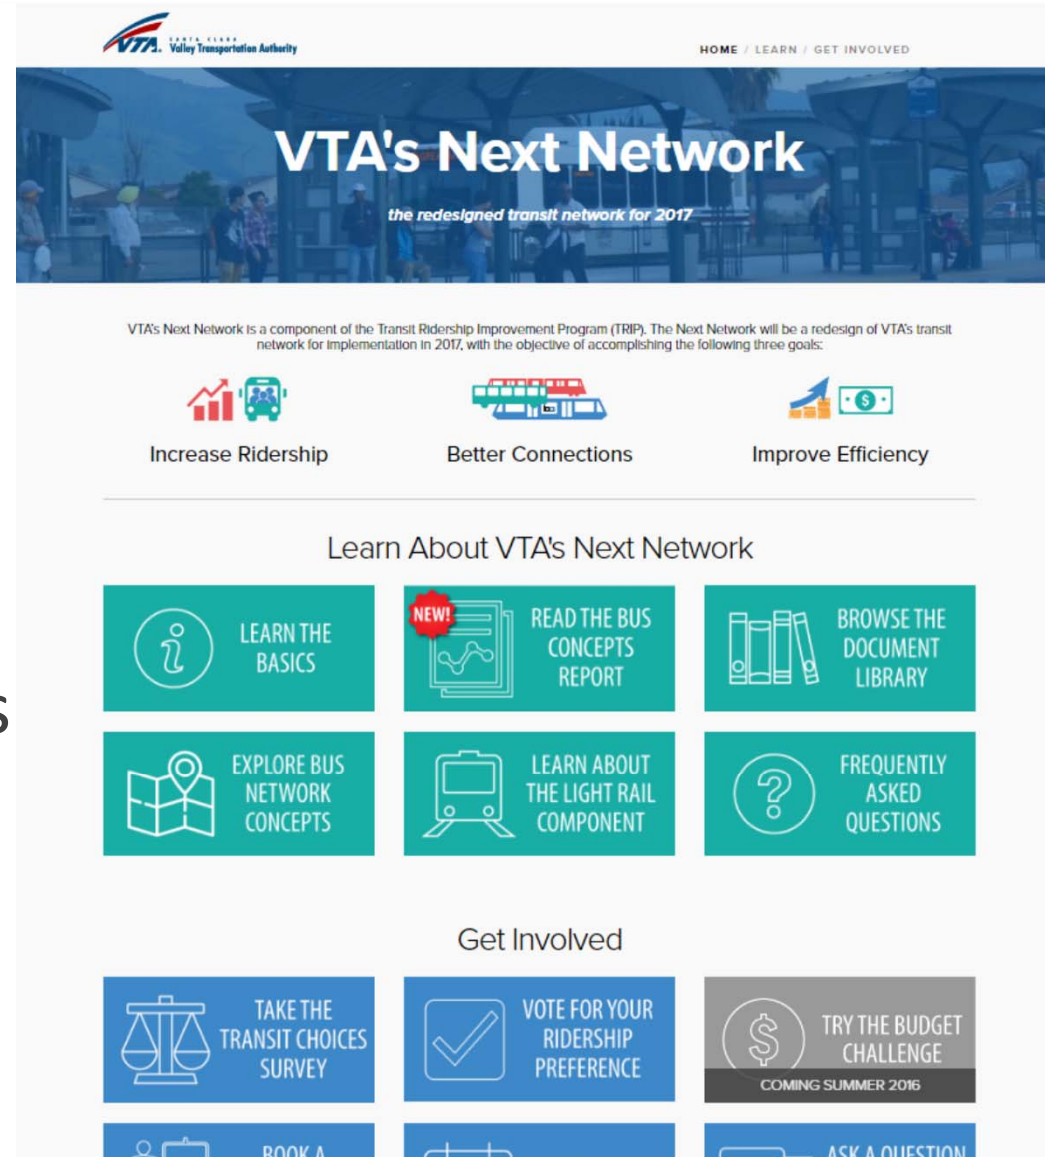 VTA. SANTA CLARA
Valley Transportation Authority
HOME / LEARN / GET INVOLVED
VTA's Next Network
the redesigned transit network for 2017
VTA's Next Network is a component of the Transit Ridership Improvement Program (TRIP). The Next Network will be a redesign of VTA's transit
network for implementation in 2017, with the objective of accomplishing the following three goals:
Increase Ridership
Better Connections
Improve Efficiency
Learn About VTA's Next Network
LEARN THE
BASICS
NEW!
READ THE BUS
CONCEPTS
REPORT
BROWSE THE
DOCUMENT
LIBRARY
s
EXPLORE BUS
NETWORK
CONCEPTS
LEARN ABOUT
THE LIGHT RAIL
COMPONENT
FREQUENTLY
ASKED
QUESTIONS
Get Involved
TAKE THE
TRANSIT CHOICES
SURVEY
VOTE FOR YOUR
RIDERSHIP
PREFERENCE
TRY THE BUDGET
CHALLENGE
COMING SUMMER 2016
BOOK A
ASK A QUESTION